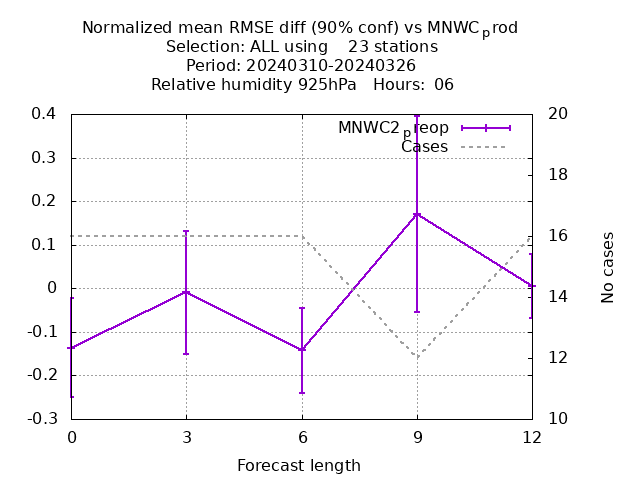 Normalized mean RMSE diff (90% conf) vs MNWCprod
Selection: ALL using    23 stations
Period: 20240310-20240326
Relative humidity 925hPa   Hours:  06
MNWC2preop
Cases
0.4
0.3
0.2
0.1
0
-0.1
-0.2
-0.3
20
18
16
14
12
10
No cases
0 3 6 9 12
Forecast length